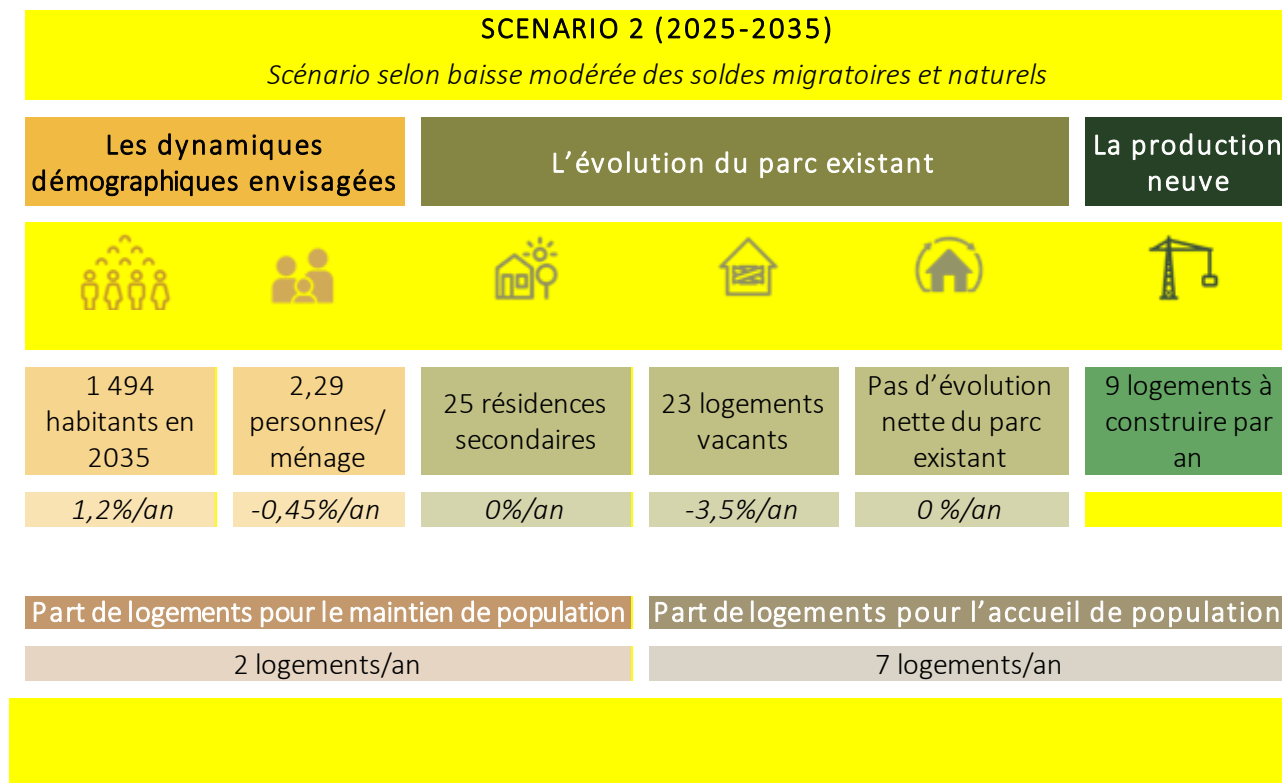 SCENARIO 2 (2025-2035)
Scénario selon baisse modérée des soldes migratoires et naturels
Les dynamiques
démographiques envisagées
L’évolution du parc existant
La production
neuve
1 494
habitants en
2035
2,29
personnes/
ménage
25 résidences
secondaires
23 logements
vacants
Pas d’évolution
nette du parc
existant
9 logements à
construire par
an
1,2%/an
-0,45%/an
0%/an
-3,5%/an
0 %/an
Part de logements pour le maintien de population
Part de logements pour l’accueil de population
2 logements/an
7 logements/an